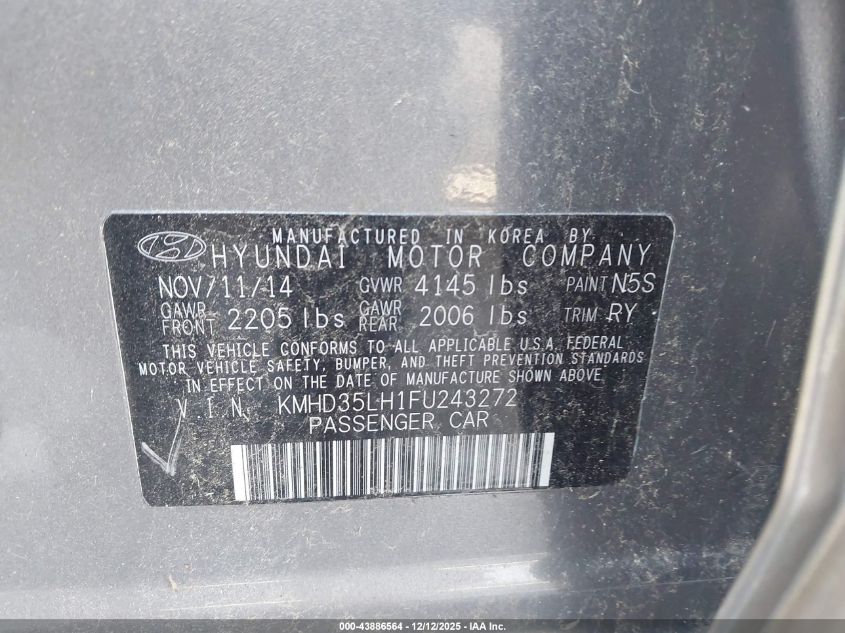 MANUFACTURED IN KOREA BY
HYUNDAI MOTOR COMPANY
NOV/11/14 GVWR 4145 lbs PAINT N5S
GAWR FRONT 2205 lbs GAWR REAR 2006 lbs TRIM RY
THIS VEHICLE CONFORMS TO ALL APPLICABLE U.S.A. FEDERAL
MOTOR VEHICLE SAFETY, BUMPER, AND THEFT PREVENTION STANDARDS
IN EFFECT ON THE DATE OF MANUFACTURE SHOWN ABOVE.
V I N KMHD35LH1FU243272
PASSENGER CAR
000-43886564 - 12/12/2025 - IAA Inc.